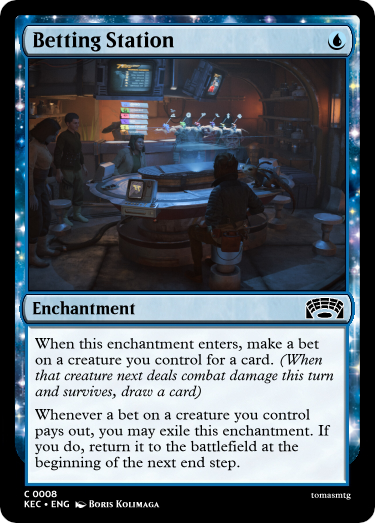 Betting Station
Enchantment
When this enchantment enters, make a bet
on a creature you control for a card. (When
that creature next deals combat damage this turn
and survives, draw a card)
Whenever a bet on a creature you control
pays out, you may exile this enchantment. If
you do, return it to the battlefield at the
beginning of the next end step.
C 0008
KEC • ENG Boris Kolimaga
tomasmtg